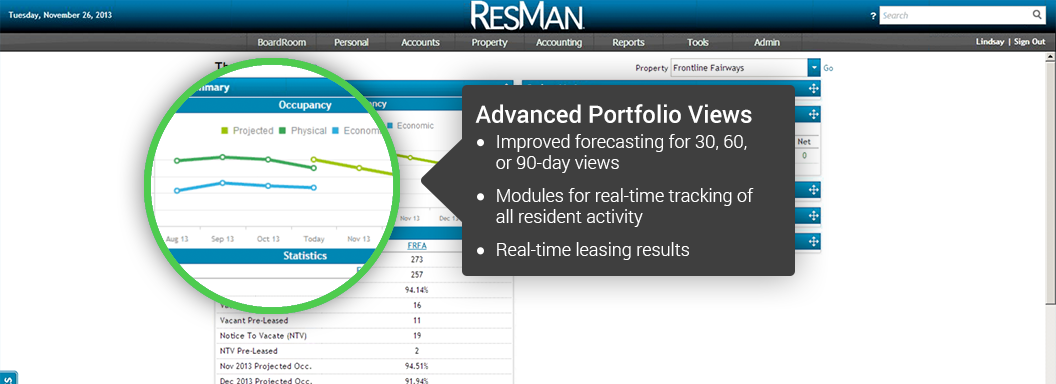 Tuesday, November 26, 2013
RESMAN
? Search
BoardRoom Personal Accounts Property Accounting Reports Tools Admin
Lindsay | Sign Out
Property Frontline Fairways Go
Occupancy
Projected Physical
Economic
Aug 13 Sep 13 Oct 13 Today Nov 13
Nov 13
Statistics
Advanced Portfolio Views
• Improved forecasting for 30, 60,
or 90-day views
• Modules for real-time tracking of
all resident activity
• Real-time leasing results
Net
0
FRFA
273
257
94.14%
16
Vacant Pre-Leased 11
Notice To Vacate (NTV) 19
NTV Pre-Leased 2
Nov 2013 Projected Occ. 94.51%
Dec 2013 Projected Occ. 91.94%